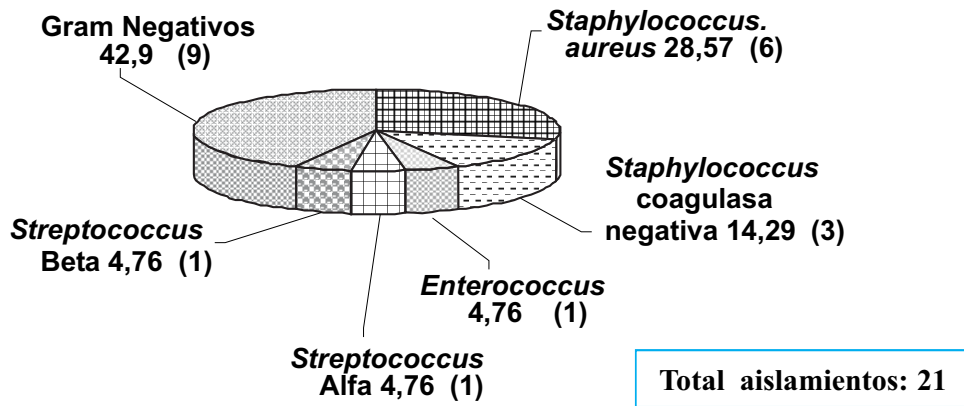 Gram Negativos
42,9 (9)
Staphylococcus.
aureus 28,57 (6)
Staphylococcus
coagulasa
negativa 14,29 (3)
Streptococcus
Beta 4,76 (1)
Enterococcus
4,76 (1)
Streptococcus
Alfa 4,76 (1)
Total aislamientos: 21